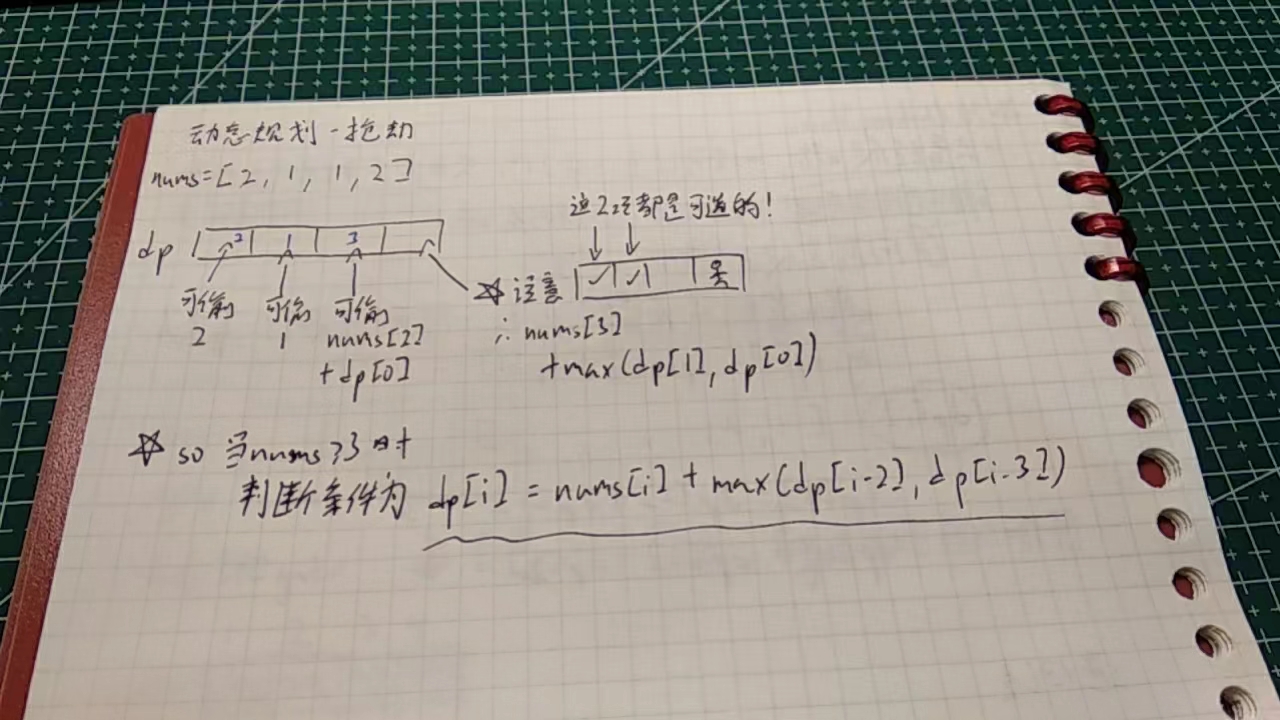 动态规划-抢劫
nums=[2, 1, 1, 2]
这2项都是可选的!
dp 2 1 3
☆ 注意 ✓ ✓ 另
可偷 可偷 可偷
2 1 nums[2]
+dp[0]
∴ nums[3]
+max(dp[1], dp[0])
☆ so 当nums≥3时
判断条件为 dp[i] = nums[i] + max(dp[i-2], dp[i-3])